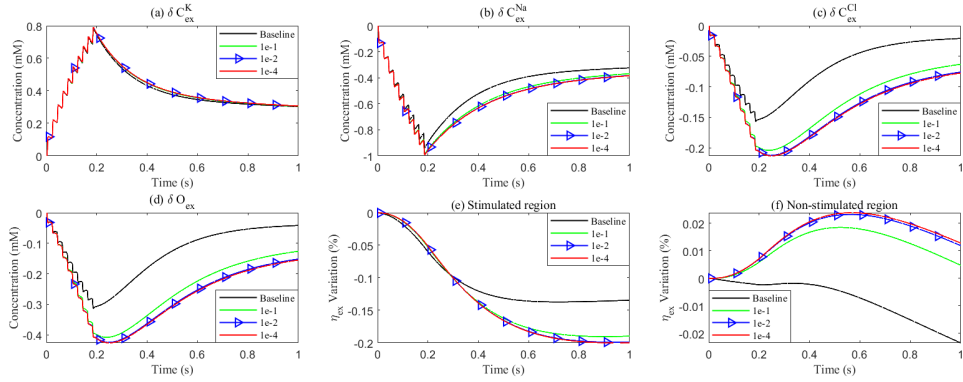 (a) δ C_ex^K
Concentration (mM)
0.8
0.6
0.4
0.2
0
0 0.2 0.4 0.6 0.8 1
Time (s)
Baseline
1e-1
1e-2
1e-4
(b) δ C_ex^Na
Concentration (mM)
0
-0.2
-0.4
-0.6
-0.8
-1
0 0.2 0.4 0.6 0.8 1
Time (s)
Baseline
1e-1
1e-2
1e-4
(c) δ C_ex^Cl
Concentration (mM)
0
-0.05
-0.1
-0.15
-0.2
0 0.2 0.4 0.6 0.8 1
Time (s)
Baseline
1e-1
1e-2
1e-4
(d) δ O_ex
Concentration (mM)
0
-0.1
-0.2
-0.3
-0.4
0 0.2 0.4 0.6 0.8 1
Time (s)
Baseline
1e-1
1e-2
1e-4
(e) Stimulated region
η_ex Variation (%)
0
-0.05
-0.1
-0.15
-0.2
0 0.2 0.4 0.6 0.8 1
Time (s)
Baseline
1e-1
1e-2
1e-4
(f) Non-stimulated region
η_ex Variation (%)
0.02
0.01
0
-0.01
-0.02
0 0.2 0.4 0.6 0.8 1
Time (s)
Baseline
1e-1
1e-2
1e-4